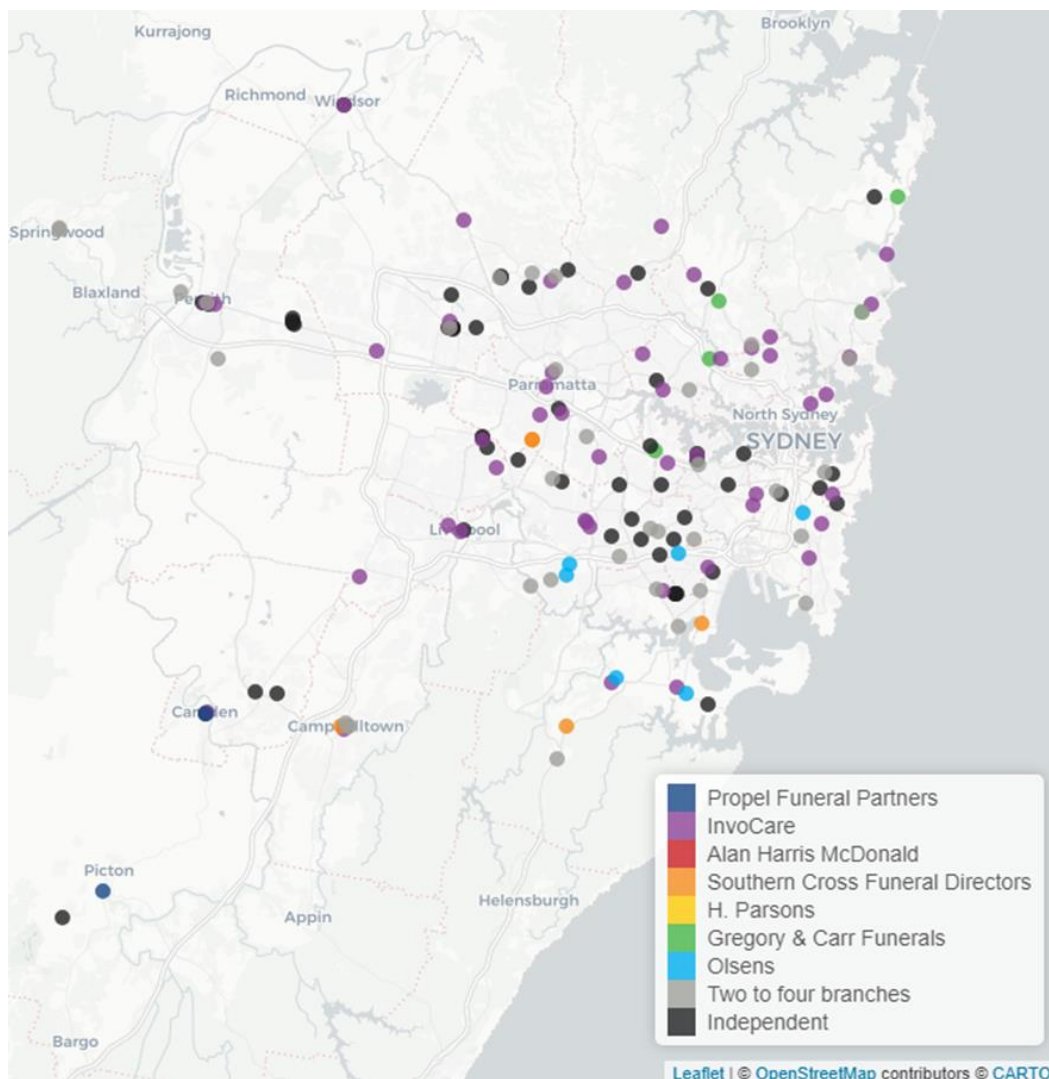 Kurrajong
Brooklyn
Richmond
Windsor
Springwood
Blaxland
Penrith
Parramatta
North Sydney
SYDNEY
Liverpool
Camden
Campbelltown
Picton
Appin
Helensburgh
Bargo
Propel Funeral Partners
InvoCare
Alan Harris McDonald
Southern Cross Funeral Directors
H. Parsons
Gregory & Carr Funerals
Olsens
Two to four branches
Independent
Leaflet | © OpenStreetMap contributors © CARTO